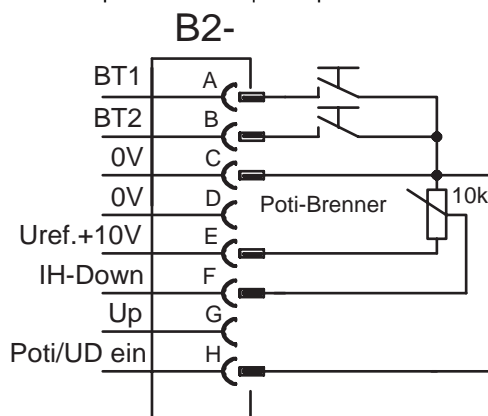 B2-
BT1 A
BT2 B
0V C
0V D Poti-Brenner 10k
Uref.+10V E
IH-Down F
Up G
Poti/UD ein H